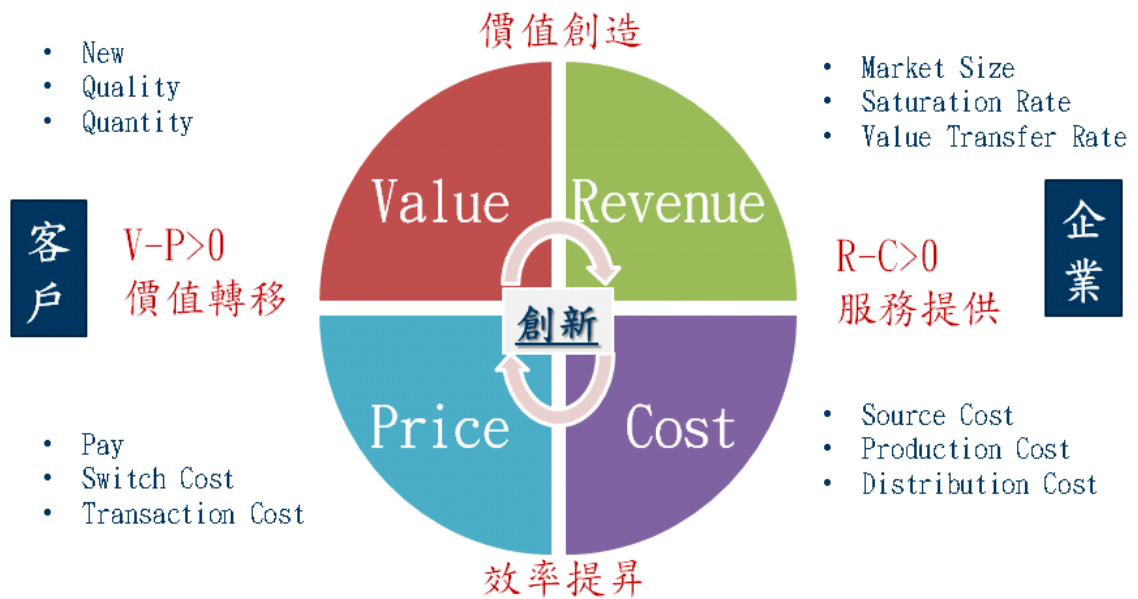 價值創造
• New
• Quality
• Quantity
• Market Size
• Saturation Rate
• Value Transfer Rate
Value
Revenue
客戶
V-P>0
價值轉移
創新
R-C>0
服務提供
企業
Price
Cost
• Pay
• Switch Cost
• Transaction Cost
• Source Cost
• Production Cost
• Distribution Cost
效率提昇